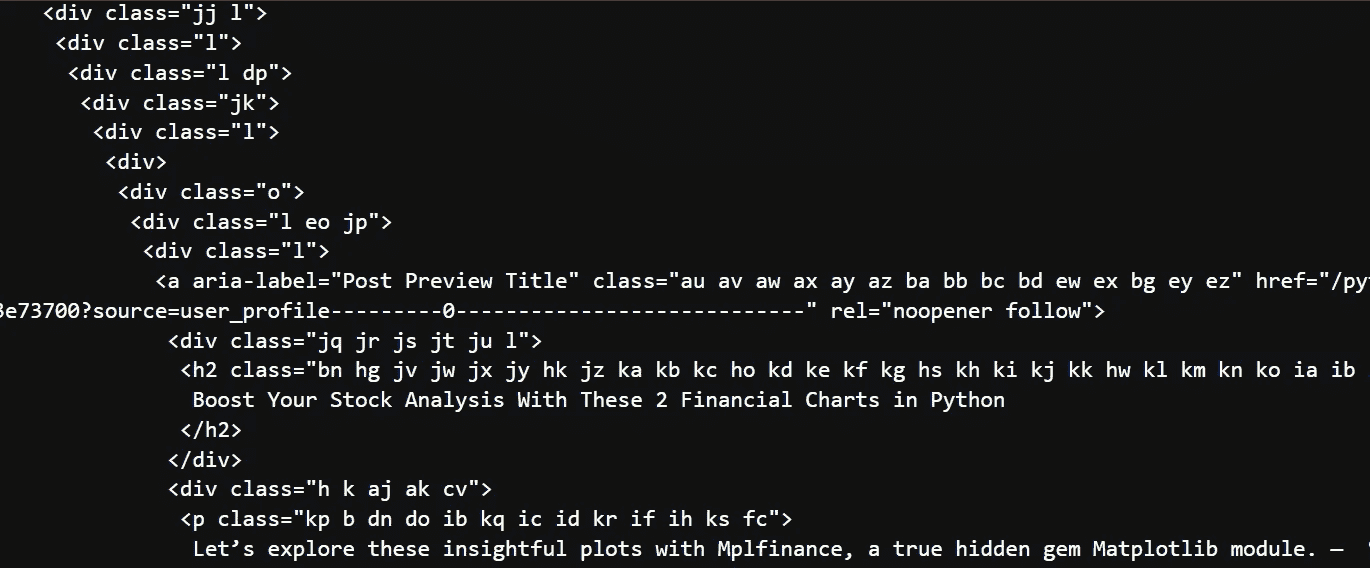 <div class="jj l">
<div class="l">
<div class="l dp">
<div class="jk">
<div class="l">
<div>
<div class="o">
<div class="l eo jp">
<div class="l">
<a aria-label="Post Preview Title" class="au av aw ax ay az ba bb bc bd ew ex bg ey ez" href="/py
3e73700?source=user_profile---------0----------------------------" rel="noopener follow">
<div class="jq jr js jt ju l">
<h2 class="bn hg jv jw jx jy hk jz ka kb kc ho kd ke kf kg hs kh ki kj kk hw kl km kn ko ia ib
Boost Your Stock Analysis With These 2 Financial Charts in Python
</h2>
</div>
<div class="h k aj ak cv">
<p class="kp b dn do ib kq ic id kr if ih ks fc">
Let’s explore these insightful plots with Mplfinance, a true hidden gem Matplotlib module. —